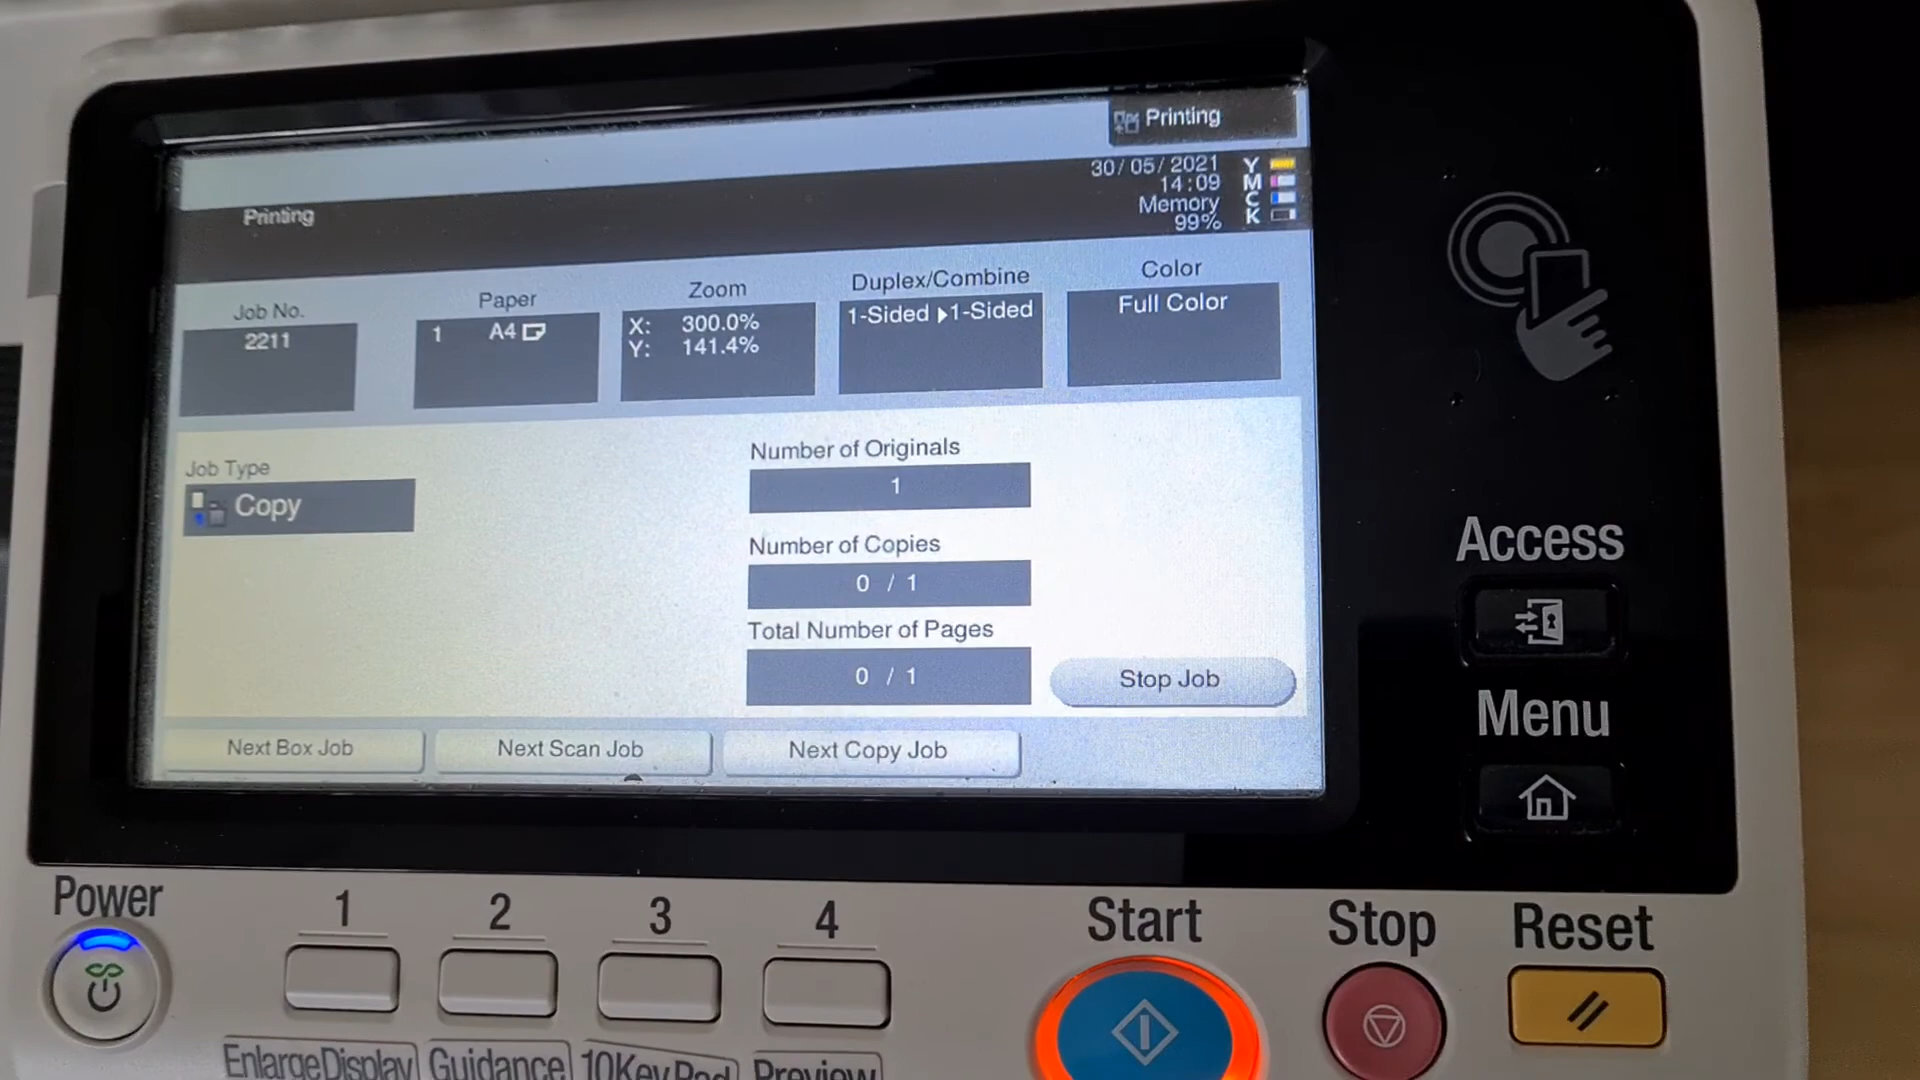 Printing
30/05/2021
14:09
Memory
99%
Y
M
C
K
Printing
Job No.
2211
Paper
1 A4
Zoom
X: 300.0%
Y: 141.4%
Duplex/Combine
1-Sided ▶1-Sided
Color
Full Color
Job Type
Copy
Number of Originals
1
Number of Copies
0 / 1
Total Number of Pages
0 / 1
Stop Job
Next Box Job
Next Scan Job
Next Copy Job
Access
Menu
Power
1
2
3
4
Start
Stop
Reset
EnlargeDisplay
Guidance
10KeyPad
Preview